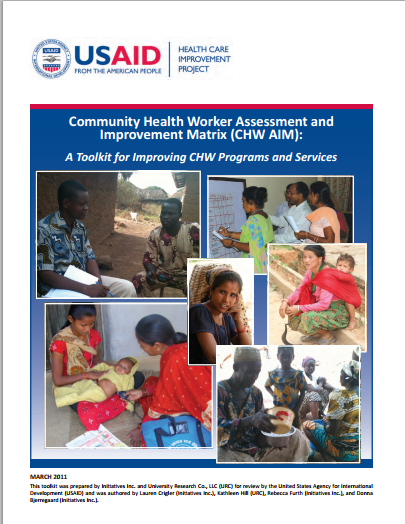 USAID
USAID
FROM THE AMERICAN PEOPLE
HEALTH CARE
IMPROVEMENT
PROJECT
Community Health Worker Assessment and
Improvement Matrix (CHW AIM):
A Toolkit for Improving CHW Programs and Services
MARCH 2011
This toolkit was prepared by Initiatives Inc. and University Research Co., LLC (URC) for review by the United States Agency for International
Development (USAID) and was authored by Lauren Crigler (Initiatives Inc.), Kathleen Hill (URC), Rebecca Furth (Initiatives Inc.), and Donna
Bjerregaard (Initiatives Inc.).